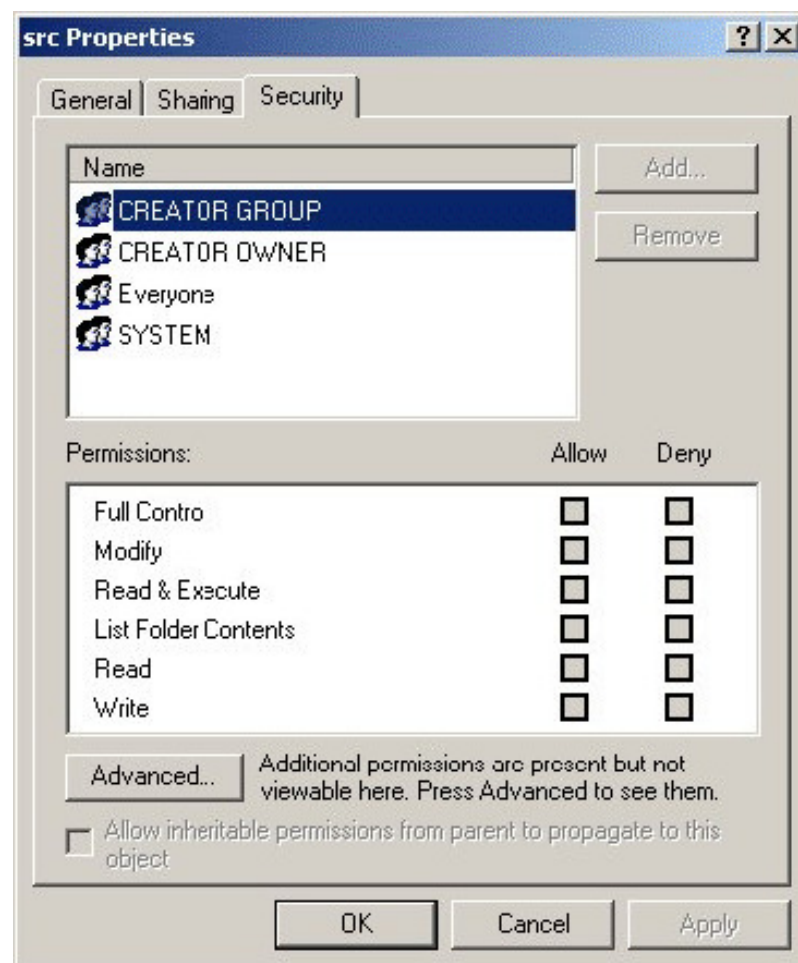 src Properties
? X
General Sharing Security
Name
Add...
CREATOR GROUP
Remove
CREATOR OWNER
Everyone
SYSTEM
Permissions: Allow Deny
Full Contro
Modify
Read & Execute
List Folder Contents
Read
Write
Advanced...
Additional permissions are present but not
viewable here. Press Advanced to see them.
Allow inheritable permissions from parent to propagate to this
object
OK Cancel Apply